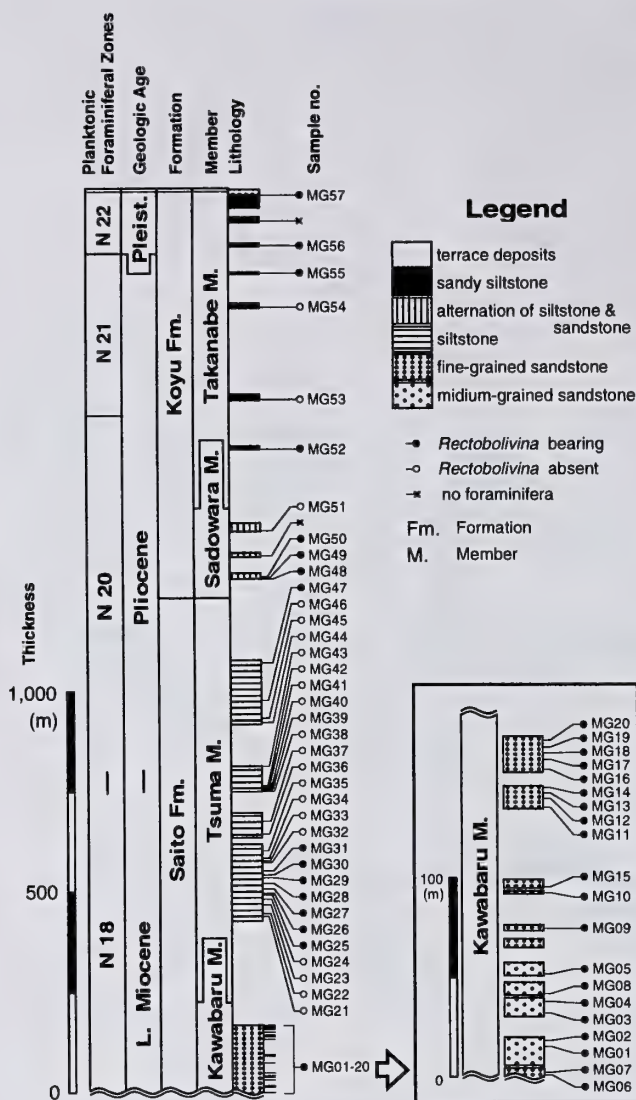 Planktonic
Foraminiferal Zones
Geologic Age
Formation
Member
Lithology
Sample no.
N 22
N 21
N 20
—
N 18
Pleist.
Pliocene
—
L. Miocene
Koyu Fm.
Saito Fm.
Takanabe M.
Sadowara M.
Tsuma M.
Kawabaru M.
Thickness
1,000
(m)
500
0
MG57
MG56
MG55
MG54
MG53
MG52
MG51
MG50
MG49
MG48
MG47
MG46
MG45
MG44
MG43
MG42
MG41
MG40
MG39
MG38
MG37
MG36
MG35
MG34
MG33
MG32
MG31
MG30
MG29
MG28
MG27
MG26
MG25
MG24
MG23
MG22
MG21
MG01-20
Legend
terrace deposits
sandy siltstone
alternation of siltstone &
sandstone
siltstone
fine-grained sandstone
midium-grained sandstone
Rectobolivina bearing
Rectobolivina absent
no foraminifera
Fm. Formation
M. Member
Kawabaru M.
100
(m)
0
MG20
MG19
MG18
MG17
MG16
MG14
MG13
MG12
MG11
MG15
MG10
MG09
MG05
MG08
MG04
MG03
MG02
MG01
MG07
MG06